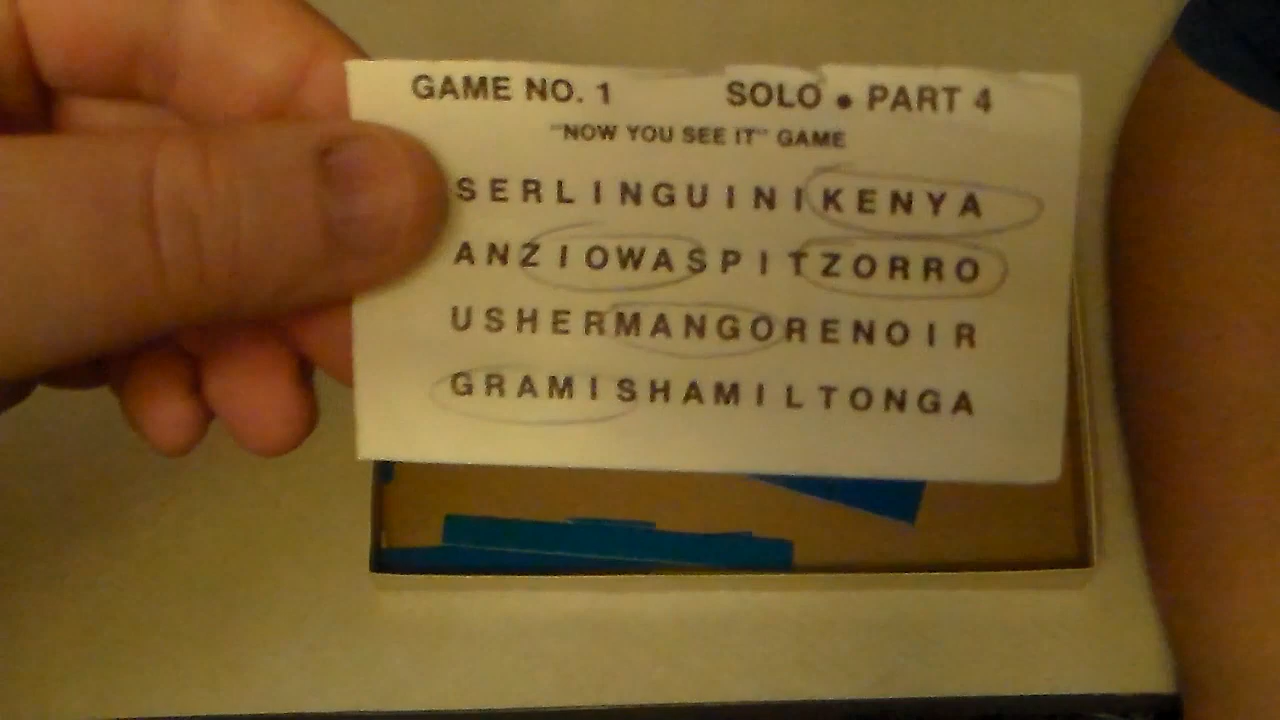 GAME NO. 1 SOLO • PART 4
"NOW YOU SEE IT" GAME
SERLINGUINIKENYA
ANZIOWASPITZORRO
USHERMANGORENOIR
GRAMISHAMILTONGA